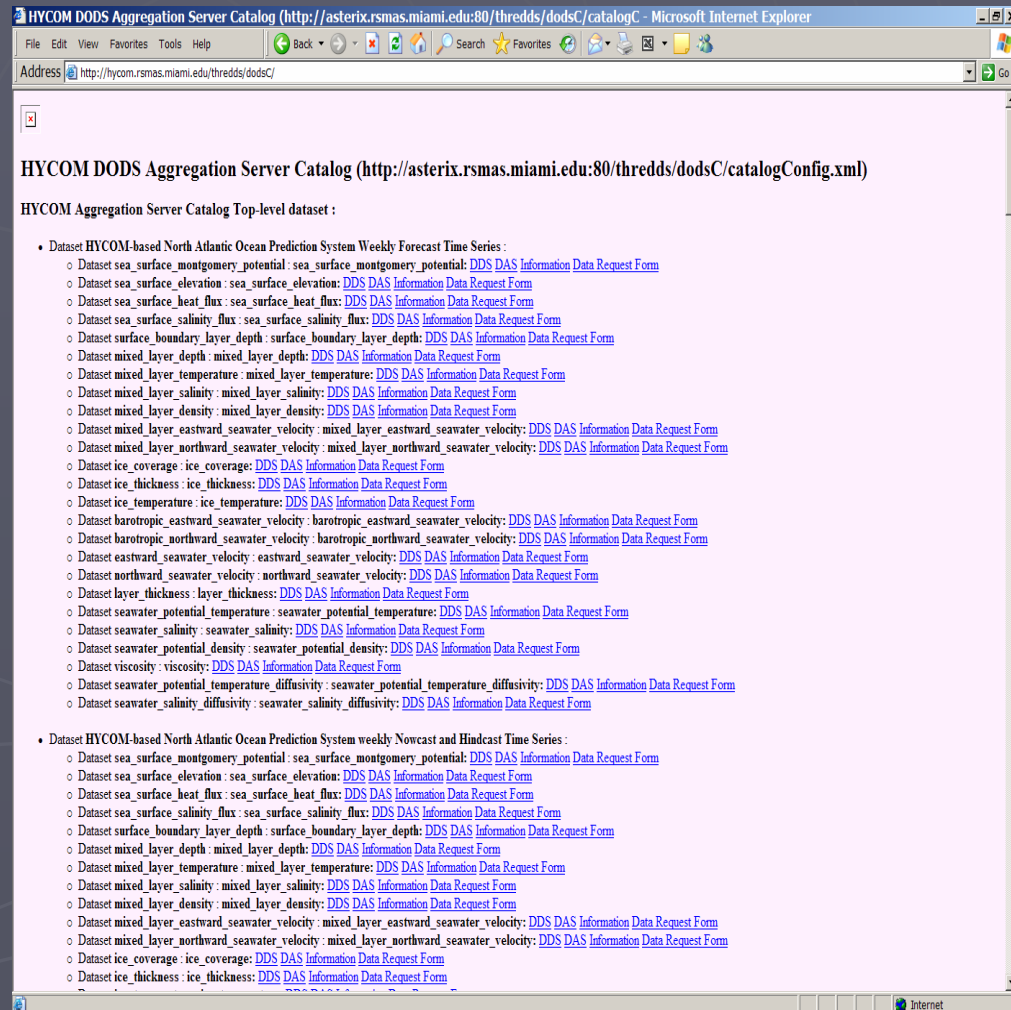 HYCOM DODS Aggregation Server Catalog (http://asterix.rsmas.miami.edu:80/thredds/dodsC/catalogC - Microsoft Internet Explorer
File Edit View Favorites Tools Help Back Search Favorites
Address http://hycom.rsmas.miami.edu/thredds/dodsC/ Go
HYCOM DODS Aggregation Server Catalog (http://asterix.rsmas.miami.edu:80/thredds/dodsC/catalogConfig.xml)
HYCOM Aggregation Server Catalog Top-level dataset :
• Dataset HYCOM-based North Atlantic Ocean Prediction System Weekly Forecast Time Series :
○ Dataset sea_surface_montgomery_potential : sea_surface_montgomery_potential: DDS DAS Information Data Request Form
○ Dataset sea_surface_elevation : sea_surface_elevation: DDS DAS Information Data Request Form
○ Dataset sea_surface_heat_flux : sea_surface_heat_flux: DDS DAS Information Data Request Form
○ Dataset sea_surface_salinity_flux : sea_surface_salinity_flux: DDS DAS Information Data Request Form
○ Dataset surface_boundary_layer_depth : surface_boundary_layer_depth: DDS DAS Information Data Request Form
○ Dataset mixed_layer_depth : mixed_layer_depth: DDS DAS Information Data Request Form
○ Dataset mixed_layer_temperature : mixed_layer_temperature: DDS DAS Information Data Request Form
○ Dataset mixed_layer_salinity : mixed_layer_salinity: DDS DAS Information Data Request Form
○ Dataset mixed_layer_density : mixed_layer_density: DDS DAS Information Data Request Form
○ Dataset mixed_layer_eastward_seawater_velocity : mixed_layer_eastward_seawater_velocity: DDS DAS Information Data Request Form
○ Dataset mixed_layer_northward_seawater_velocity : mixed_layer_northward_seawater_velocity: DDS DAS Information Data Request Form
○ Dataset ice_coverage : ice_coverage: DDS DAS Information Data Request Form
○ Dataset ice_thickness : ice_thickness: DDS DAS Information Data Request Form
○ Dataset ice_temperature : ice_temperature: DDS DAS Information Data Request Form
○ Dataset barotropic_eastward_seawater_velocity : barotropic_eastward_seawater_velocity: DDS DAS Information Data Request Form
○ Dataset barotropic_northward_seawater_velocity : barotropic_northward_seawater_velocity: DDS DAS Information Data Request Form
○ Dataset eastward_seawater_velocity : eastward_seawater_velocity: DDS DAS Information Data Request Form
○ Dataset northward_seawater_velocity : northward_seawater_velocity: DDS DAS Information Data Request Form
○ Dataset layer_thickness : layer_thickness: DDS DAS Information Data Request Form
○ Dataset seawater_potential_temperature : seawater_potential_temperature: DDS DAS Information Data Request Form
○ Dataset seawater_salinity : seawater_salinity: DDS DAS Information Data Request Form
○ Dataset seawater_potential_density : seawater_potential_density: DDS DAS Information Data Request Form
○ Dataset viscosity : viscosity: DDS DAS Information Data Request Form
○ Dataset seawater_potential_temperature_diffusivity : seawater_potential_temperature_diffusivity: DDS DAS Information Data Request Form
○ Dataset seawater_salinity_diffusivity : seawater_salinity_diffusivity: DDS DAS Information Data Request Form
• Dataset HYCOM-based North Atlantic Ocean Prediction System weekly Nowcast and Hindcast Time Series :
○ Dataset sea_surface_montgomery_potential : sea_surface_montgomery_potential: DDS DAS Information Data Request Form
○ Dataset sea_surface_elevation : sea_surface_elevation: DDS DAS Information Data Request Form
○ Dataset sea_surface_heat_flux : sea_surface_heat_flux: DDS DAS Information Data Request Form
○ Dataset sea_surface_salinity_flux : sea_surface_salinity_flux: DDS DAS Information Data Request Form
○ Dataset surface_boundary_layer_depth : surface_boundary_layer_depth: DDS DAS Information Data Request Form
○ Dataset mixed_layer_depth : mixed_layer_depth: DDS DAS Information Data Request Form
○ Dataset mixed_layer_temperature : mixed_layer_temperature: DDS DAS Information Data Request Form
○ Dataset mixed_layer_salinity : mixed_layer_salinity: DDS DAS Information Data Request Form
○ Dataset mixed_layer_density : mixed_layer_density: DDS DAS Information Data Request Form
○ Dataset mixed_layer_eastward_seawater_velocity : mixed_layer_eastward_seawater_velocity: DDS DAS Information Data Request Form
○ Dataset mixed_layer_northward_seawater_velocity : mixed_layer_northward_seawater_velocity: DDS DAS Information Data Request Form
○ Dataset ice_coverage : ice_coverage: DDS DAS Information Data Request Form
○ Dataset ice_thickness : ice_thickness: DDS DAS Information Data Request Form
Internet